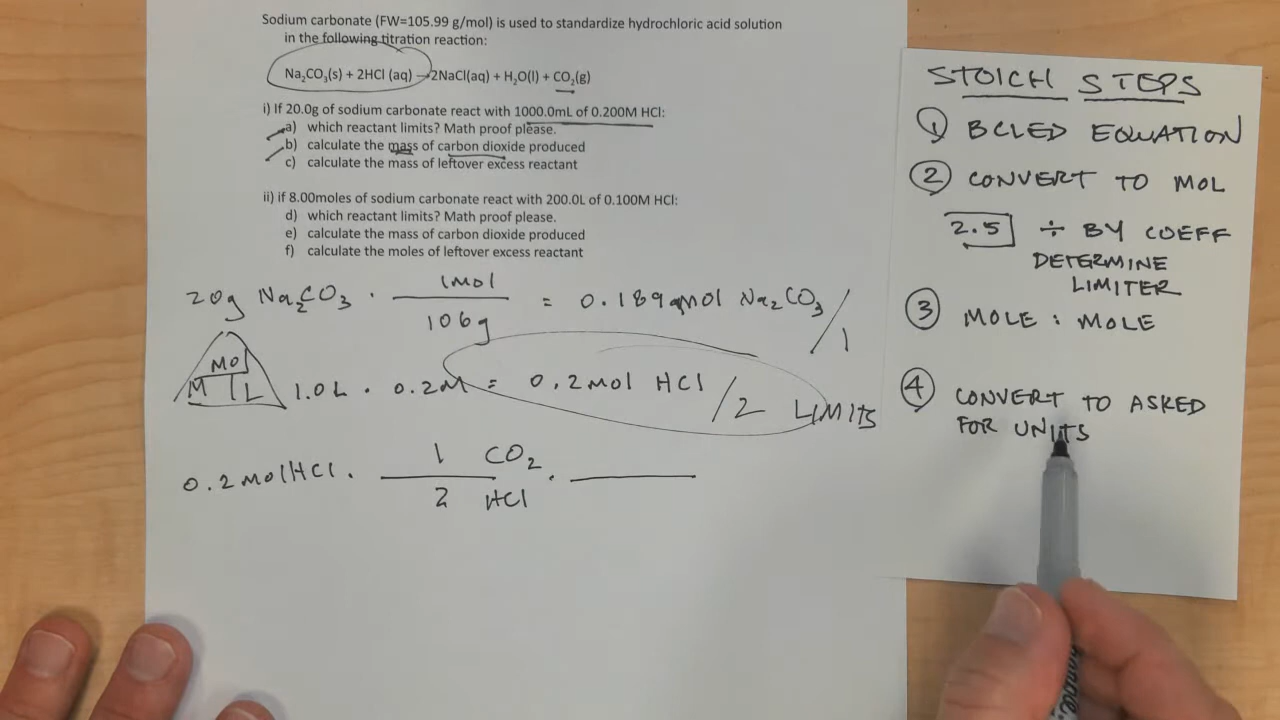 Sodium carbonate (FW=105.99 g/mol) is used to standardize hydrochloric acid solution
in the following titration reaction:
Na₂CO₃(s) + 2HCl (aq) →2NaCl(aq) + H₂O(l) + CO₂(g)
i) If 20.0g of sodium carbonate react with 1000.0mL of 0.200M HCl:
a) which reactant limits? Math proof please.
b) calculate the mass of carbon dioxide produced
c) calculate the mass of leftover excess reactant
ii) if 8.00moles of sodium carbonate react with 200.0L of 0.100M HCl:
d) which reactant limits? Math proof please.
e) calculate the mass of carbon dioxide produced
f) calculate the moles of leftover excess reactant
20g Na₂CO₃ · 1mol / 106g = 0.189 mol Na₂CO₃ / 1
Mol
M L 1.0L · 0.2M = 0.2mol HCl / 2 LIMITS
0.2molHCl · 1 CO₂ / 2 HCl ·
STOICH STEPS
1 BCLED EQUATION
2 CONVERT TO MOL
2.5 ÷ BY COEFF
DETERMINE
LIMITER
3 MOLE : MOLE
4 CONVERT TO ASKED
FOR UNITS